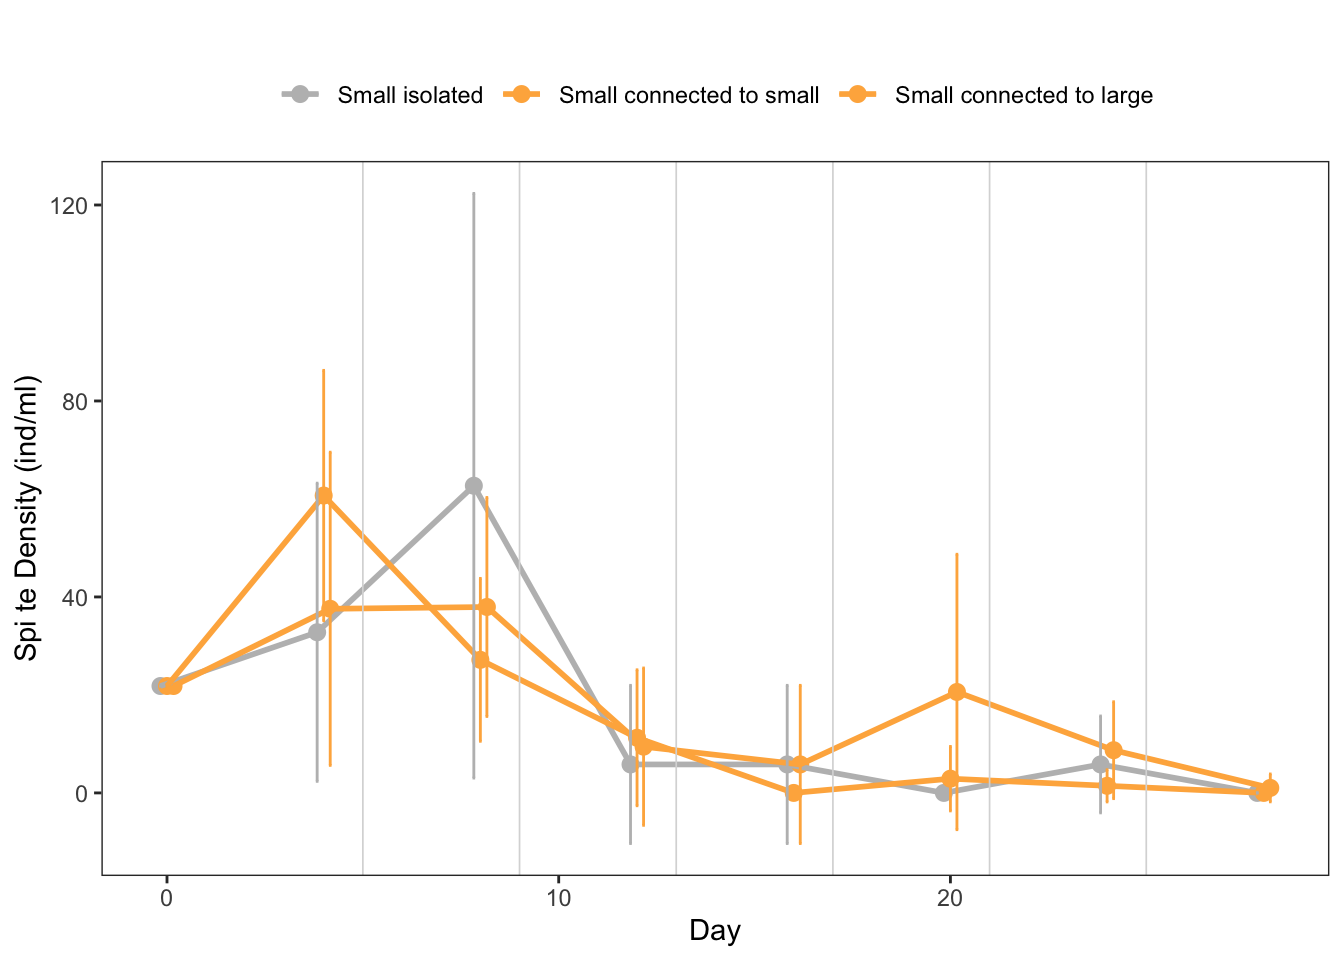 Small isolated Small connected to small Small connected to large
120
80
40
0
Spi te Density (ind/ml)
0 10 20
Day